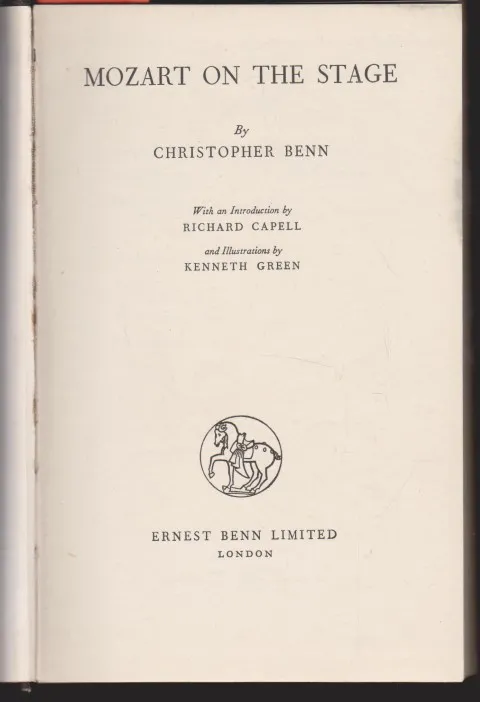 MOZART ON THE STAGE
By
CHRISTOPHER BENN
With an Introduction by
RICHARD CAPELL
and Illustrations by
KENNETH GREEN
ERNEST BENN LIMITED
LONDON